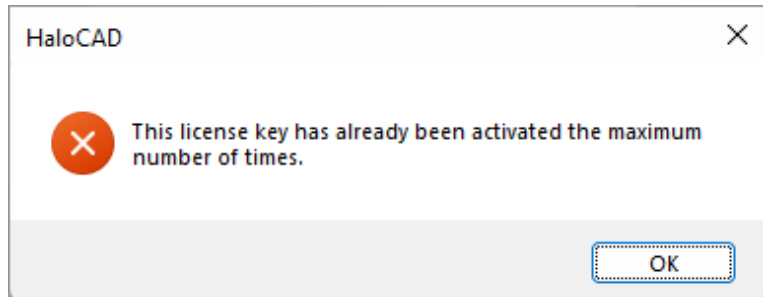 HaloCAD
This license key has already been activated the maximum
number of times.
OK